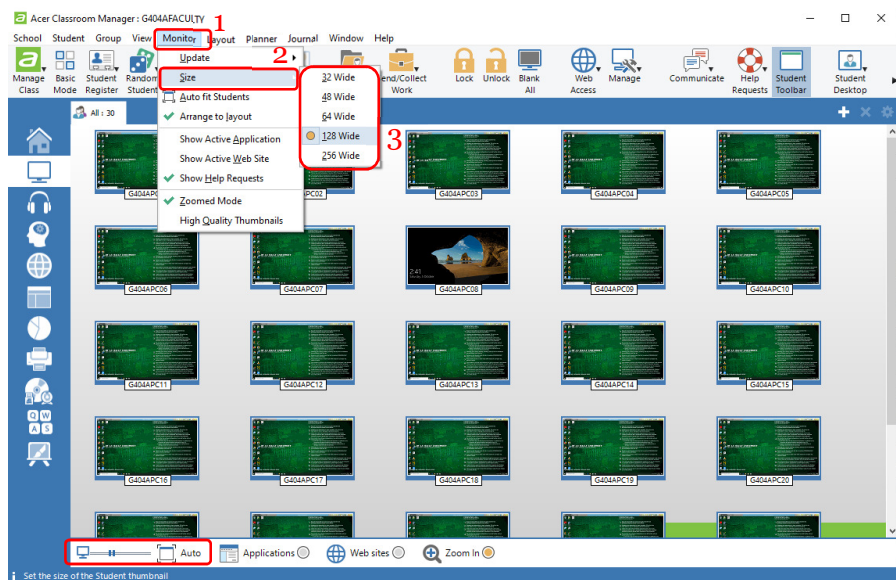 Acer Classroom Manager : G404AFACULTY
1
School Student Group View Monitor Layout Planner Journal Window Help
2
Manage Class
Basic Mode
Student Register
Random Student
end/Collect Work
Lock
Unlock
Blank All
Web Access
Manage
Communicate
Help Requests
Student Toolbar
Student Desktop
Update
Size
Auto fit Students
Arrange to layout
Show Active Application
Show Active Web Site
Show Help Requests
Zoomed Mode
High Quality Thumbnails
32 Wide
48 Wide
64 Wide
128 Wide
256 Wide
3
All : 30
G404APC PC02 G404APC03 G404APC04 G404APC05
G404APC06 G404APC07 G404APC08 G404APC09 G404APC10
2:41
G404APC11 G404APC12 G404APC13 G404APC14 G404APC15
Q W
A S
G404APC16 G404APC17 G404APC18 G404APC19 G404APC20
Auto Applications Web sites Zoom In
Set the size of the Student thumbnail